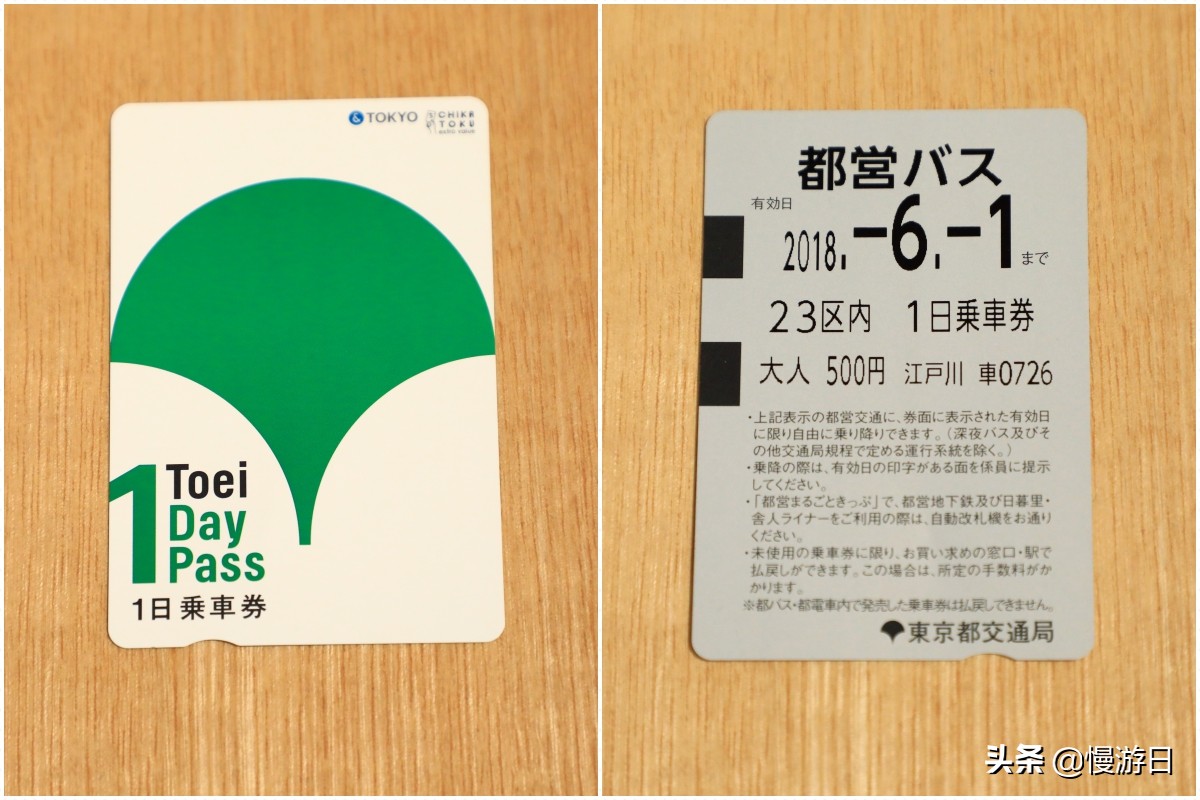 & TOKYO
CHIKA
TOKU
extra value
1
Toei
Day
Pass
1日乗車券
都営バス
有効日
2018.-6.-1まで
23区内 1日乗車券
大人 500円 江戸川 車0726
・上記表示の都営交通に、券面に表示された有効日
に限り自由に乗り降りできます。(深夜バス及びそ
の他交通局規程で定める運行系統を除く。)
・乗降の際は、有効日の印字がある面を係員に提示
してください。
・「都営まるごときっぷ」で、都営地下鉄及び日暮里・
舎人ライナーをご利用の際は、自動改札機をお通り
ください。
・未使用の乗車券に限り、お買い求めの窓口・駅で
払戻しができます。この場合は、所定の手数料がか
かります。
※都バス・都電車内で発売した乗車券は払戻しできません。
東京都交通局
头条 @慢游日